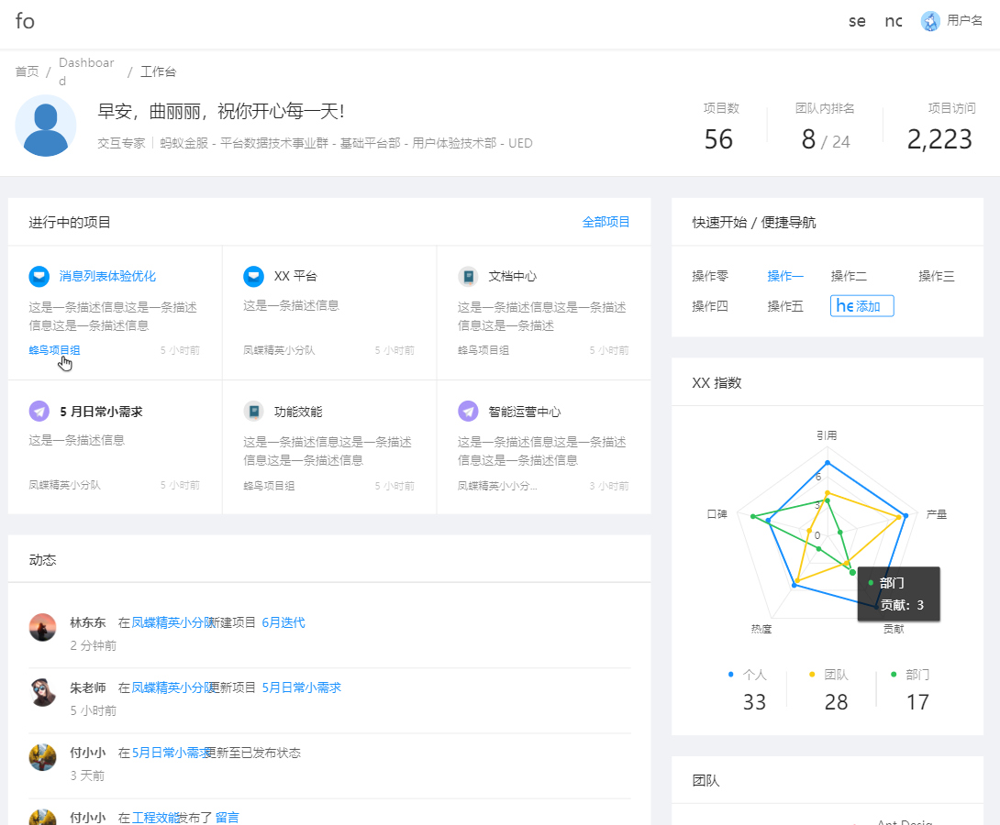 fo
se nc 用户名
首页 / Dashboar
d / 工作台
早安，曲丽丽，祝你开心每一天！
交互专家 | 蚂蚁金服 - 平台数据技术事业群 - 基础平台部 - 用户体验技术部 - UED
项目数
56
团队内排名
8 / 24
项目访问
2,223
进行中的项目 全部项目
消息列表体验优化
这是一条描述信息这是一条描述
信息这是一条描述信息
蜂鸟项目组 5 小时前
XX 平台
这是一条描述信息
凤蝶精英小分队 5 小时前
文档中心
这是一条描述信息这是一条描述
信息这是一条描述
蜂鸟项目组 5 小时前
5 月日常小需求
这是一条描述信息
凤蝶精英小分队 5 小时前
功能效能
这是一条描述信息这是一条描述
信息这是一条描述信息
蜂鸟项目组 5 小时前
智能运营中心
这是一条描述信息这是一条描述
信息这是一条描述信息
凤蝶精英小小分... 3 小时前
动态
林东东 在凤蝶精英小分队新建项目 6月迭代
2 分钟前
朱老师 在凤蝶精英小分队更新项目 5月日常小需求
5 小时前
付小小 在5月日常小需求更新至已发布状态
3 天前
付小小 在工程效能发布了 留言
快速开始 / 便捷导航
操作零 操作一 操作二 操作三
操作四 操作五 he 添加
XX 指数
引用
6
3
0
口碑
产量
热度
贡献
部门
贡献: 3
个人
33
团队
28
部门
17
团队